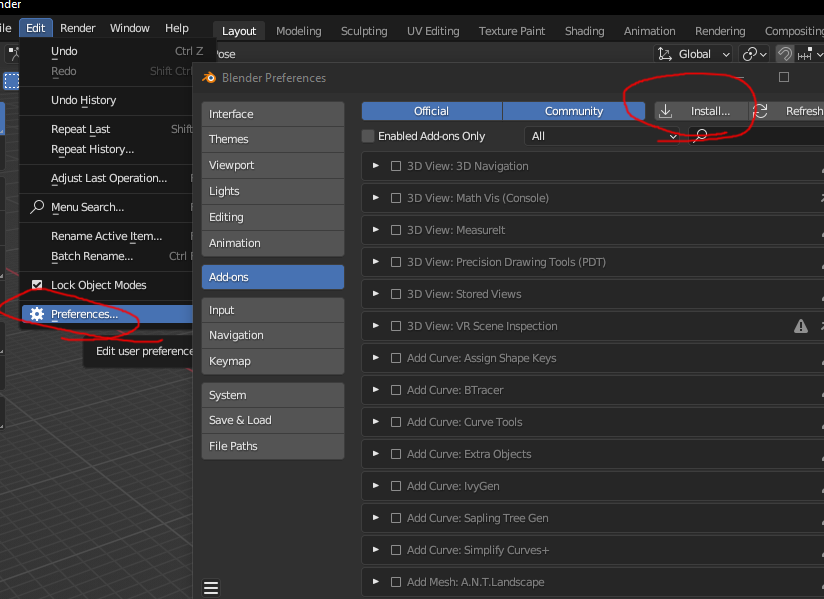 nder
ile Edit Render Window Help Layout Modeling Sculpting UV Editing Texture Paint Shading Animation Rendering Compositing
Undo Ctrl Z
Pose
Global
Redo Shift Ctrl
Undo History
Repeat Last Shift
Repeat History...
Adjust Last Operation...
Menu Search...
Rename Active Item...
Batch Rename... Ctrl F
Lock Object Modes
Preferences...
Edit user preference
Blender Preferences
Interface
Themes
Viewport
Lights
Editing
Animation
Add-ons
Input
Navigation
Keymap
System
Save & Load
File Paths
Official Community Install... Refresh
Enabled Add-ons Only All
3D View: 3D Navigation
3D View: Math Vis (Console)
3D View: MeasureIt
3D View: Precision Drawing Tools (PDT)
3D View: Stored Views
3D View: VR Scene Inspection
Add Curve: Assign Shape Keys
Add Curve: BTracer
Add Curve: Curve Tools
Add Curve: Extra Objects
Add Curve: IvyGen
Add Curve: Sapling Tree Gen
Add Curve: Simplify Curves+
Add Mesh: A.N.T.Landscape